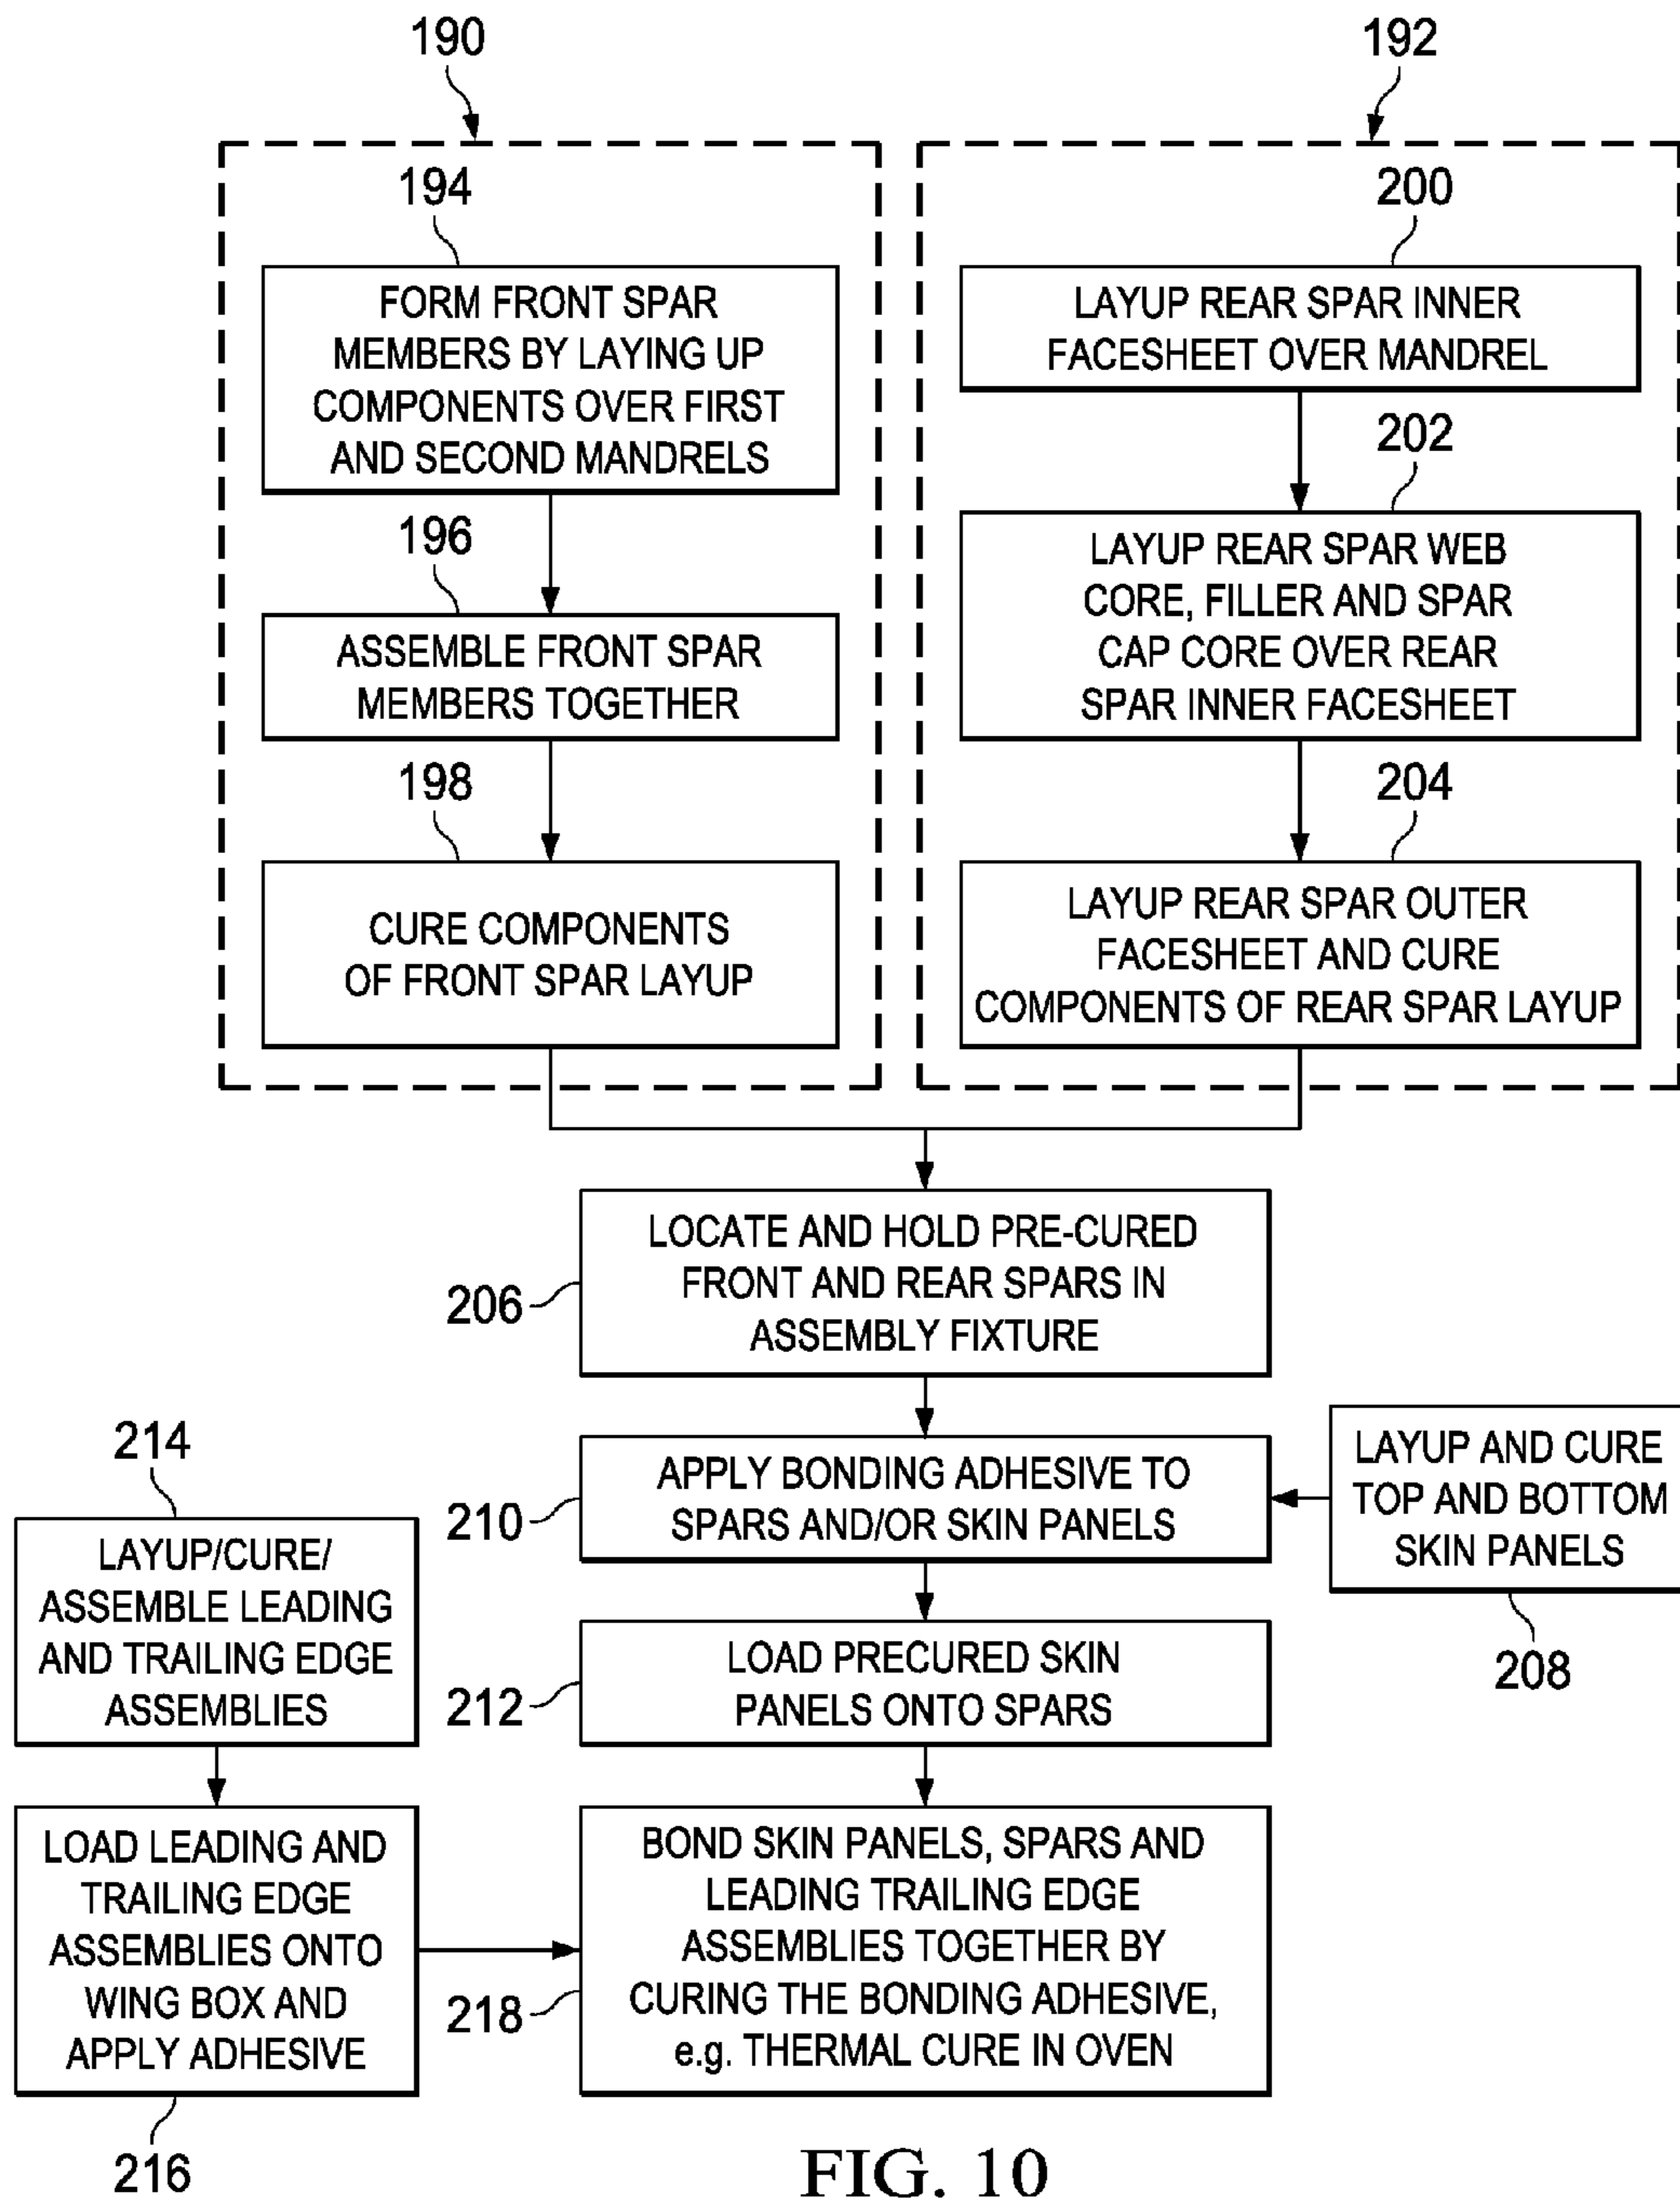 190
192
194
FORM FRONT SPAR
MEMBERS BY LAYING UP
COMPONENTS OVER FIRST
AND SECOND MANDRELS
196
ASSEMBLE FRONT SPAR
MEMBERS TOGETHER
198
CURE COMPONENTS
OF FRONT SPAR LAYUP
200
LAYUP REAR SPAR INNER
FACESHEET OVER MANDREL
202
LAYUP REAR SPAR WEB
CORE, FILLER AND SPAR
CAP CORE OVER REAR
SPAR INNER FACESHEET
204
LAYUP REAR SPAR OUTER
FACESHEET AND CURE
COMPONENTS OF REAR SPAR LAYUP
206
LOCATE AND HOLD PRE-CURED
FRONT AND REAR SPARS IN
ASSEMBLY FIXTURE
LAYUP AND CURE
TOP AND BOTTOM
SKIN PANELS
208
210
APPLY BONDING ADHESIVE TO
SPARS AND/OR SKIN PANELS
212
LOAD PRECURED SKIN
PANELS ONTO SPARS
214
LAYUP/CURE/
ASSEMBLE LEADING
AND TRAILING EDGE
ASSEMBLIES
LOAD LEADING AND
TRAILING EDGE
ASSEMBLIES ONTO
WING BOX AND
APPLY ADHESIVE
216
218
BOND SKIN PANELS, SPARS AND
LEADING TRAILING EDGE
ASSEMBLIES TOGETHER BY
CURING THE BONDING ADHESIVE,
e.g. THERMAL CURE IN OVEN
FIG. 10